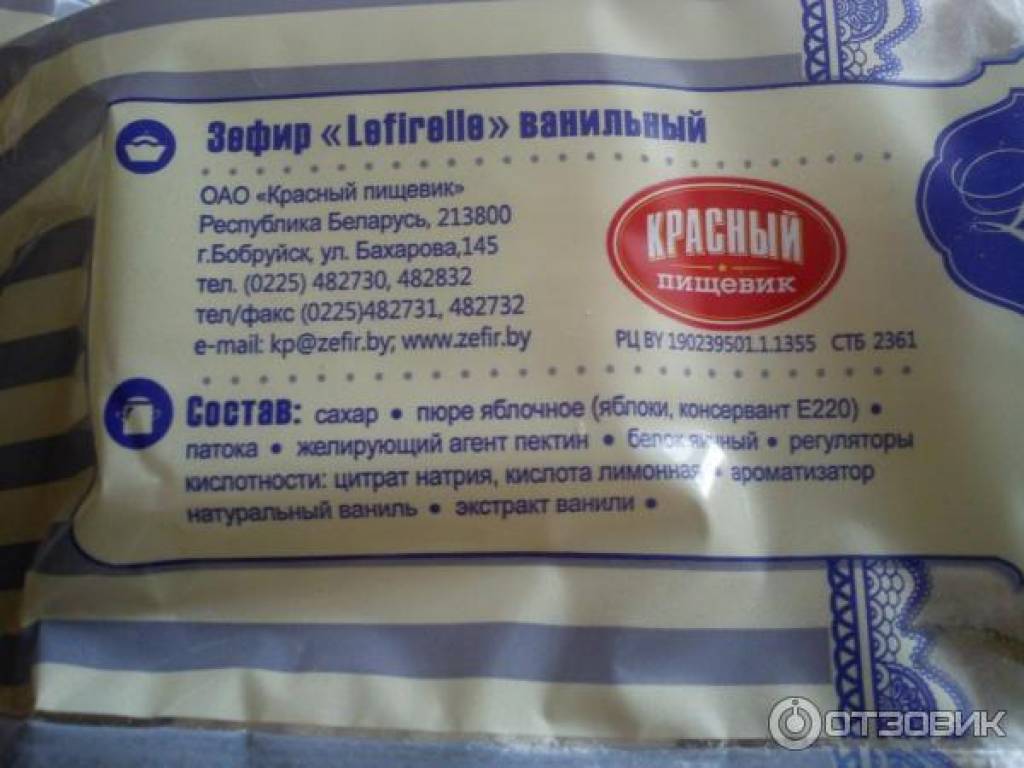 Зефир «Lefirelle» ванильный
ОАО «Красный пищевик»
Республика Беларусь, 213800
г.Бобруйск, ул. Бахарова,145
тел. (0225) 482730, 482832
тел/факс (0225)482731, 482732
e-mail: kp@zefir.by; www.zefir.by
КРАСНЫЙ
ПИЩЕВИК
РЦ BY 190239501.1.1355 СТБ 2361
Состав: сахар • пюре яблочное (яблоки, консервант Е220) •
патока • желирующий агент пектин • белок яичный • регуляторы
кислотности: цитрат натрия, кислота лимонная • ароматизатор
натуральный ваниль • экстракт ванили •
ОТЗОВИК